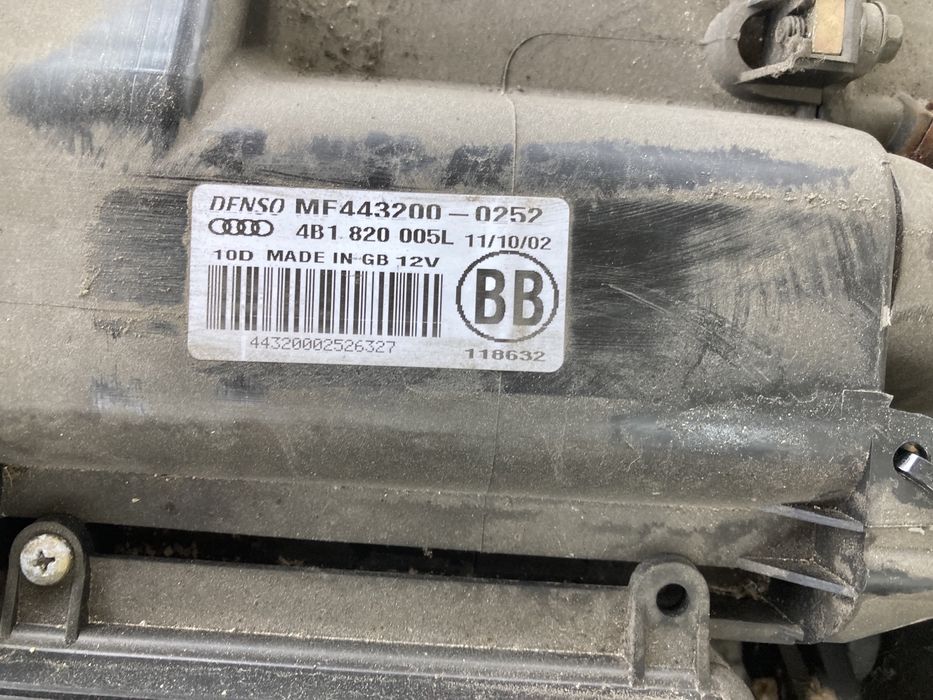 DENSO MF443200-0252
4B1 820 005L 11/10/02
10D MADE IN GB 12V
BB
44320002526327
118632